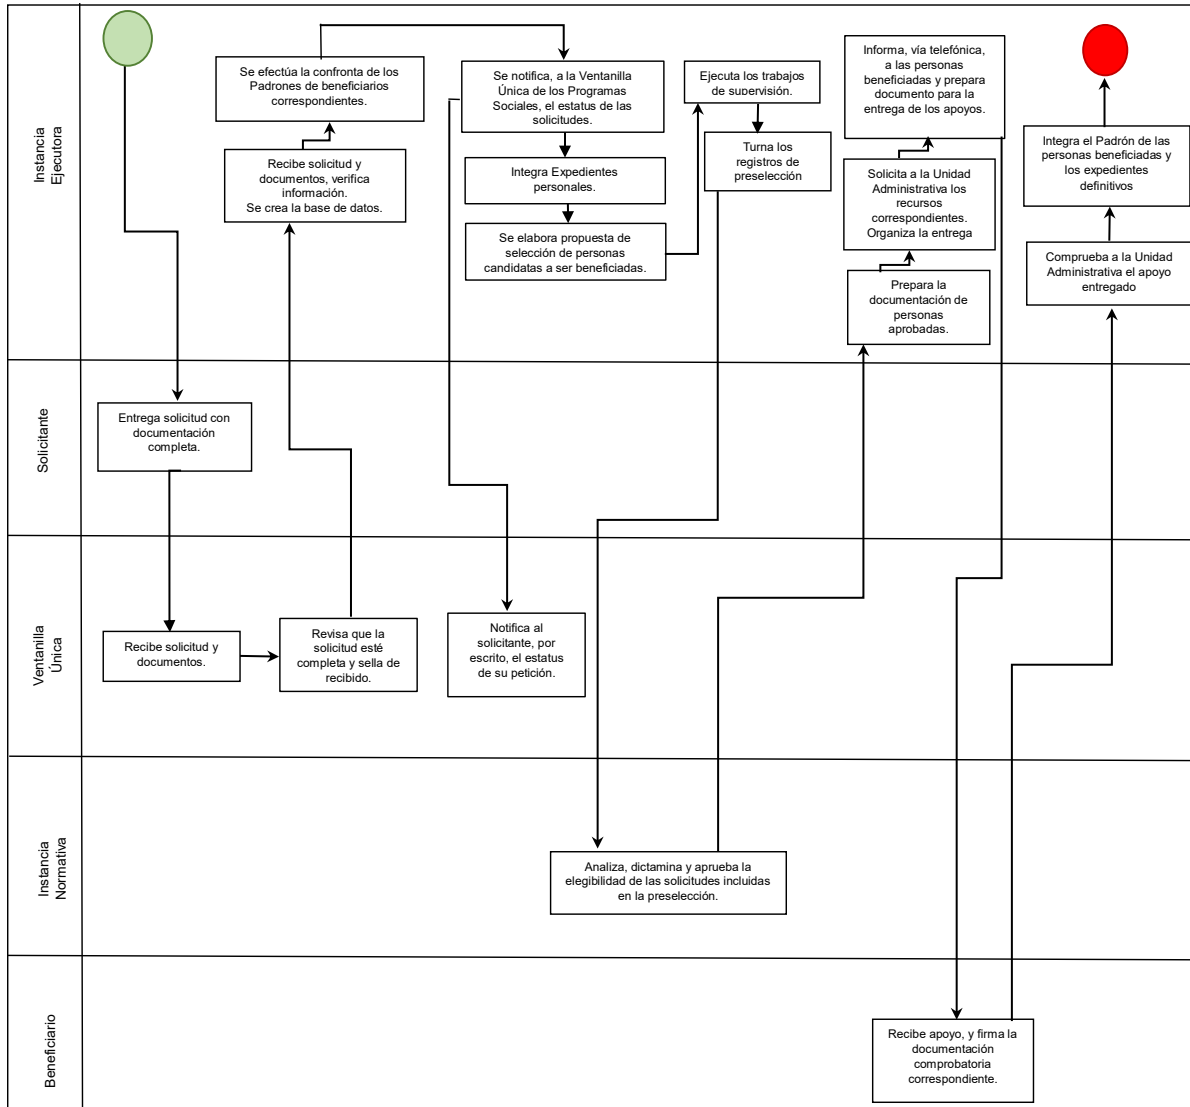 Instancia
Ejecutora
Se efectúa la confronta de los
Padrones de beneficiarios
correspondientes.
Recibe solicitud y
documentos, verifica
información.
Se crea la base de datos.
Se notifica, a la Ventanilla
Única de los Programas
Sociales, el estatus de las
solicitudes.
Integra Expedientes
personales.
Se elabora propuesta de
selección de personas
candidatas a ser beneficiadas.
Ejecuta los trabajos
de supervisión.
Turna los
registros de
preselección
Informa, vía telefónica,
a las personas
beneficiadas y prepara
documento para la
entrega de los apoyos.
Solicita a la Unidad
Administrativa los
recursos
correspondientes.
Organiza la entrega
Prepara la
documentación de
personas
aprobadas.
Integra el Padrón de las
personas beneficiadas y
los expedientes
definitivos
Comprueba a la Unidad
Administrativa el apoyo
entregado
Solicitante
Entrega solicitud con
documentación
completa.
Ventanilla
Única
Recibe solicitud y
documentos.
Revisa que la
solicitud esté
completa y sella de
recibido.
Notifica al
solicitante, por
escrito, el estatus
de su petición.
Instancia
Normativa
Analiza, dictamina y aprueba la
elegibilidad de las solicitudes incluidas
en la preselección.
Beneficiario
Recibe apoyo, y firma la
documentación
comprobatoria
correspondiente.